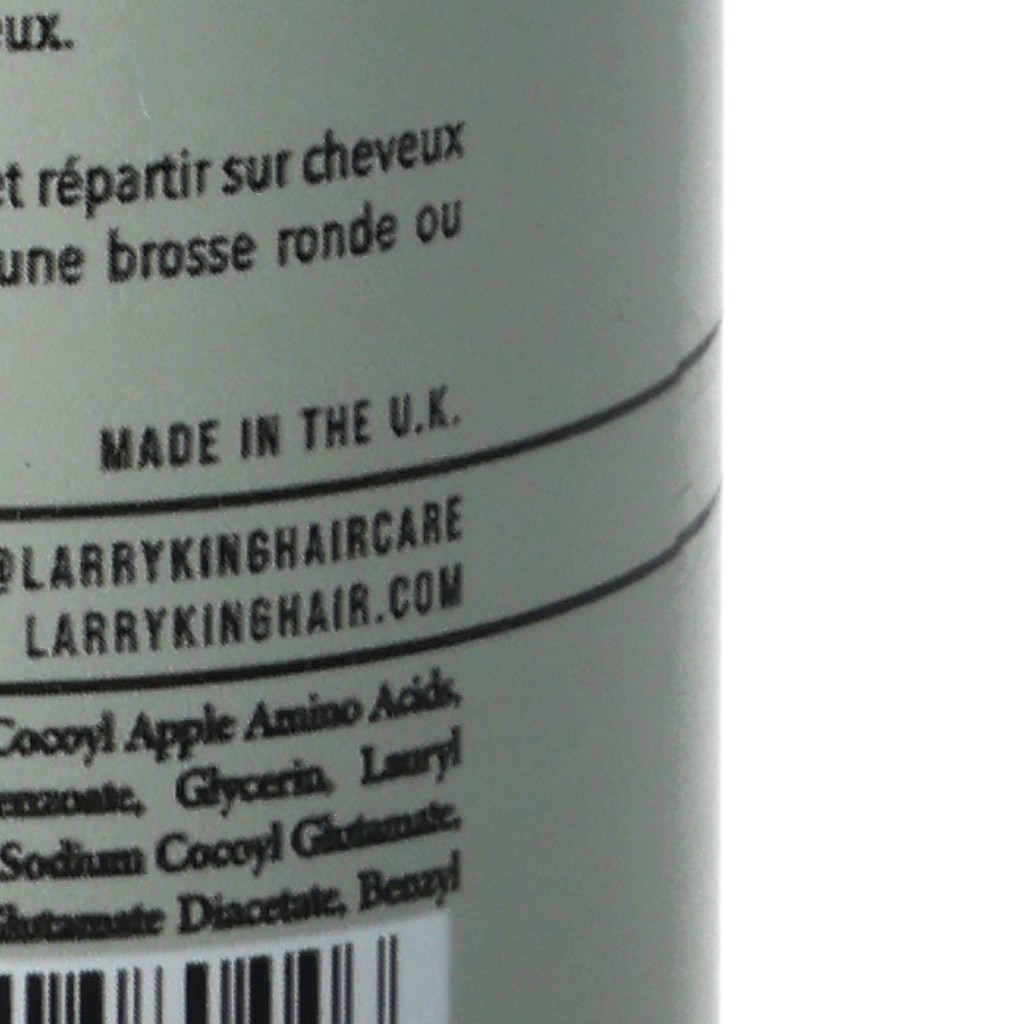 eux.
et répartir sur cheveux
une brosse ronde ou
MADE IN THE U.K.
@LARRYKINGHAIRCARE
LARRYKINGHAIR.COM
Cocoyl Apple Amino Acids,
enzoate, Glycerin, Lauryl
Sodium Cocoyl Glutamate,
Glutamate Diacetate, Benzyl